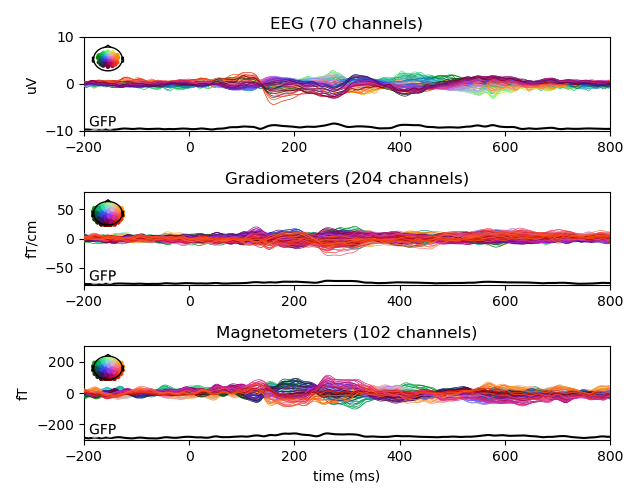 EEG (70 channels)
10
0
−10
uV
GFP
−200 0 200 400 600 800
Gradiometers (204 channels)
50
0
−50
fT/cm
GFP
−200 0 200 400 600 800
Magnetometers (102 channels)
200
0
−200
fT
GFP
−200 0 200 400 600 800
time (ms)